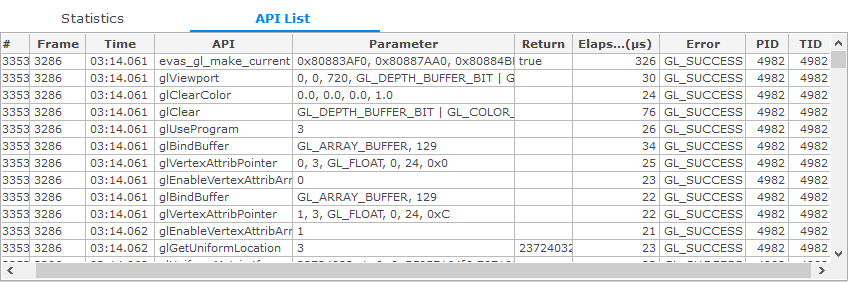 Statistics API List
# Frame Time API Parameter Return Elaps...(μs) Error PID TID
3353 3286 03:14.061 evas_gl_make_current 0x80883AF0, 0x80887AA0, 0x80884B true 326 GL_SUCCESS 4982 4982
3353 3286 03:14.061 glViewport 0, 0, 720, GL_DEPTH_BUFFER_BIT | G 30 GL_SUCCESS 4982 4982
3353 3286 03:14.061 glClearColor 0.0, 0.0, 0.0, 1.0 24 GL_SUCCESS 4982 4982
3353 3286 03:14.061 glClear GL_DEPTH_BUFFER_BIT | GL_COLOR_ 76 GL_SUCCESS 4982 4982
3353 3286 03:14.061 glUseProgram 3 26 GL_SUCCESS 4982 4982
3353 3286 03:14.061 glBindBuffer GL_ARRAY_BUFFER, 129 34 GL_SUCCESS 4982 4982
3353 3286 03:14.061 glVertexAttribPointer 0, 3, GL_FLOAT, 0, 24, 0x0 25 GL_SUCCESS 4982 4982
3353 3286 03:14.061 glEnableVertexAttribArr 0 23 GL_SUCCESS 4982 4982
3353 3286 03:14.061 glBindBuffer GL_ARRAY_BUFFER, 129 22 GL_SUCCESS 4982 4982
3353 3286 03:14.061 glVertexAttribPointer 1, 3, GL_FLOAT, 0, 24, 0xC 22 GL_SUCCESS 4982 4982
3353 3286 03:14.062 glEnableVertexAttribArr 1 21 GL_SUCCESS 4982 4982
3353 3286 03:14.062 glGetUniformLocation 3 23724032 23 GL_SUCCESS 4982 4982